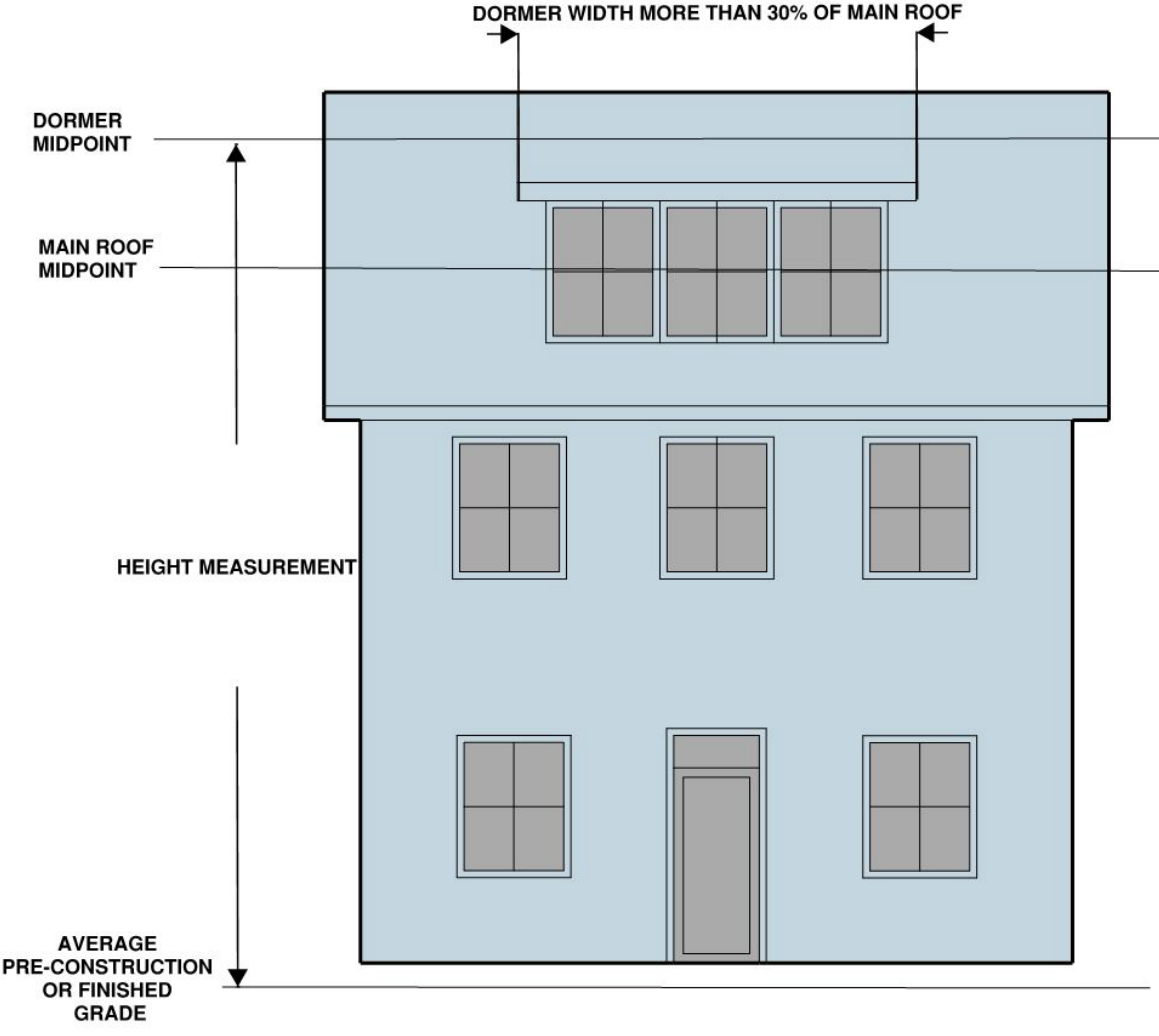 DORMER WIDTH MORE THAN 30% OF MAIN ROOF
DORMER
MIDPOINT
MAIN ROOF
MIDPOINT
HEIGHT MEASUREMENT
AVERAGE
PRE-CONSTRUCTION
OR FINISHED
GRADE